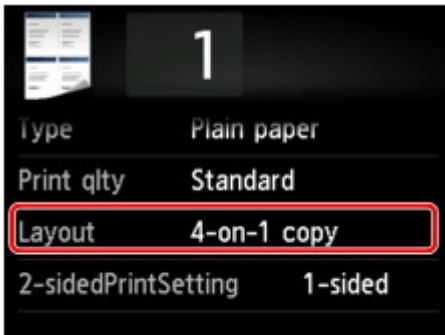 1
Type Plain paper
Print qlty Standard
Layout 4-on-1 copy
2-sidedPrintSetting 1-sided